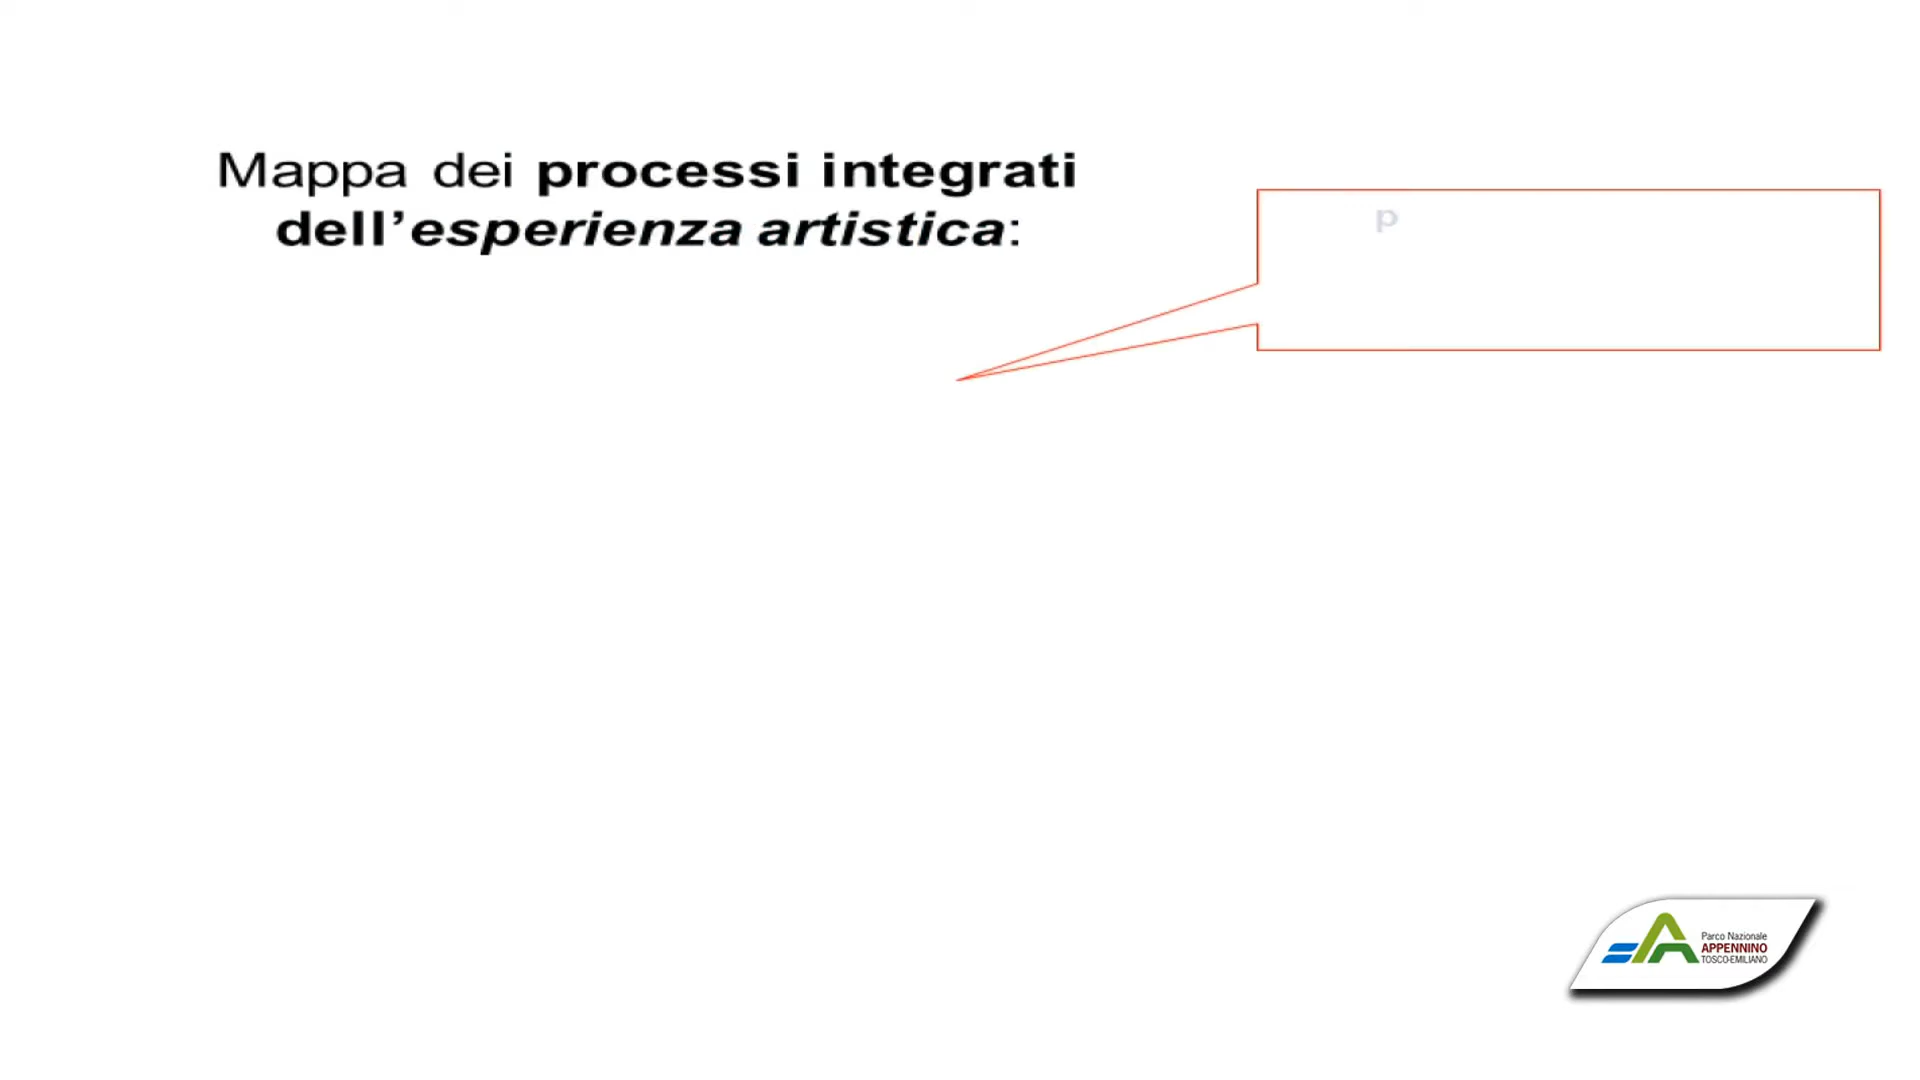 Mappa dei processi integrati
dell’esperienza artistica:
p
Parco Nazionale
APPENNINO
TOSCO-EMILIANO